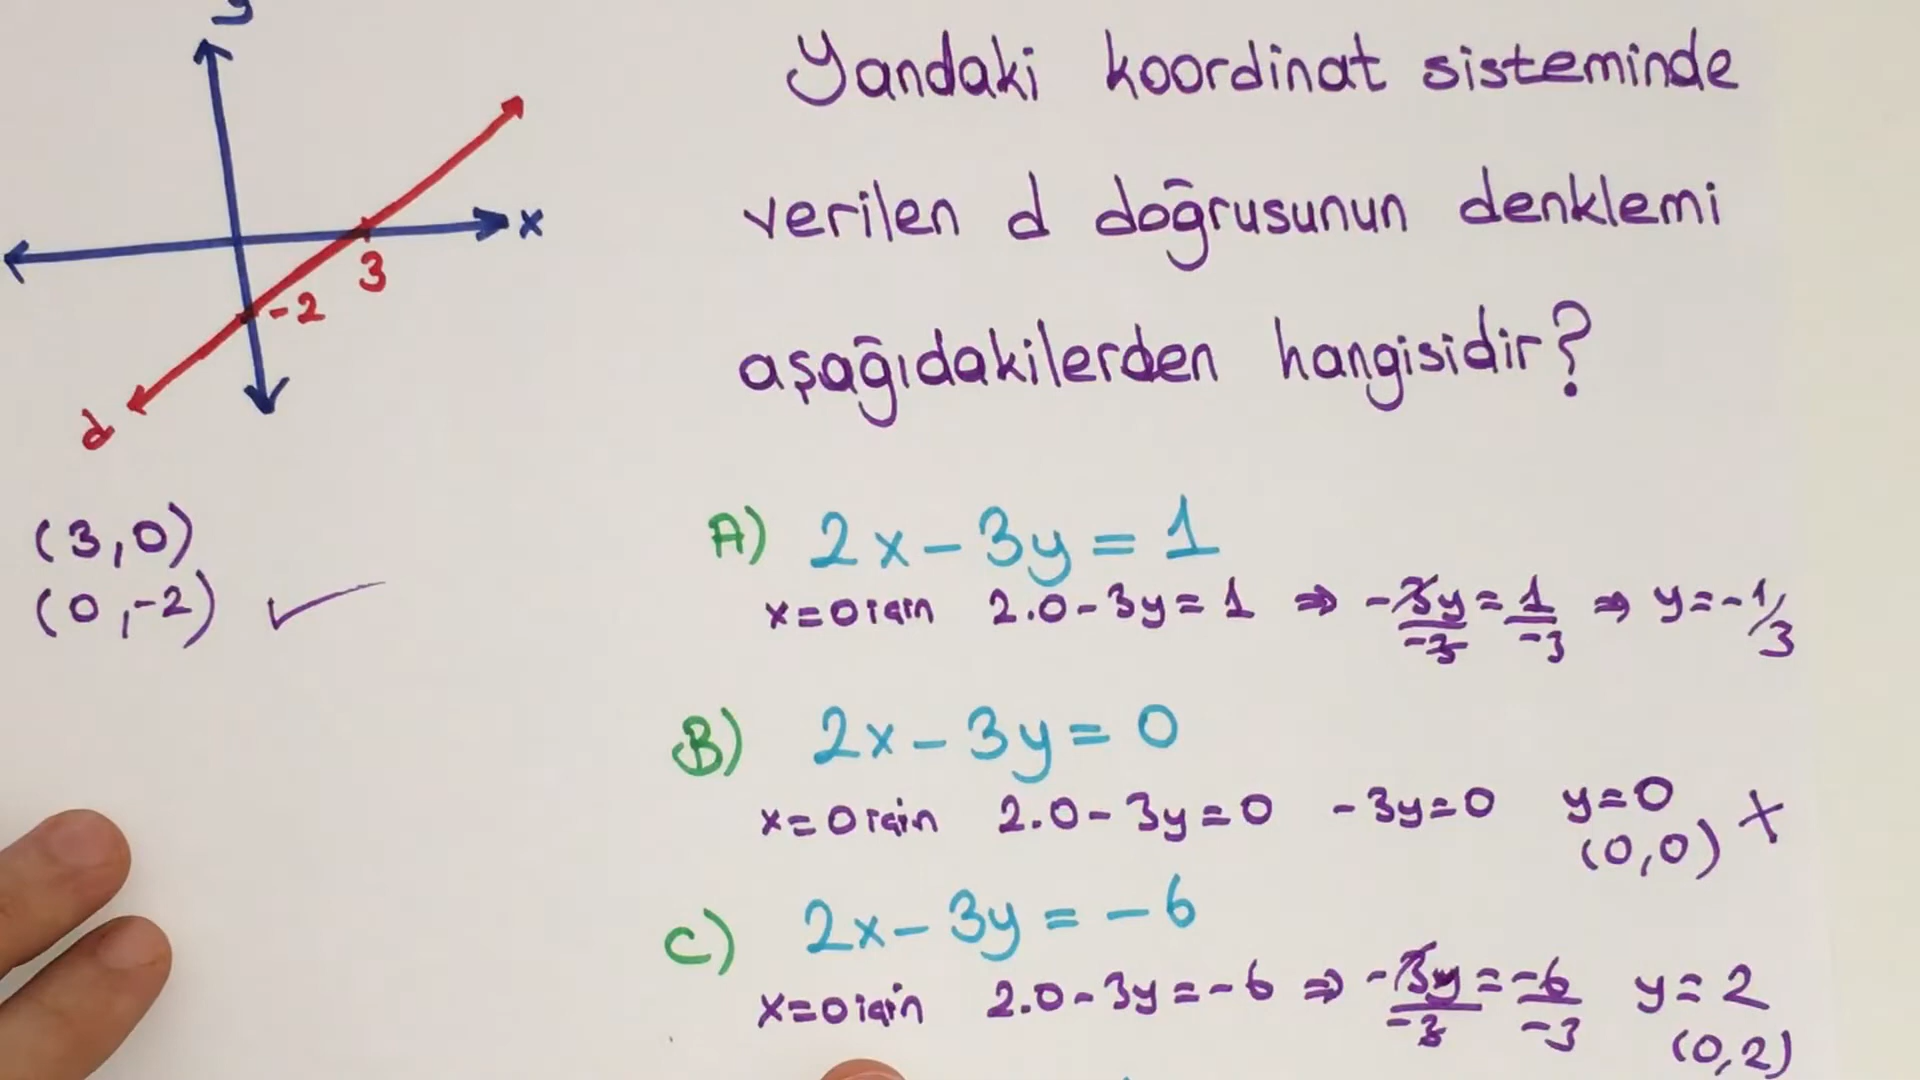 y
x
3
-2
d
(3,0)
(0,-2) ✓
Yandaki koordinat sisteminde
verilen d doğrusunun denklemi
aşağıdakilerden hangisidir?
A) 2x - 3y = 1
x=0 için 2.0 - 3y = 1 ⇒ -3y/-3 = 1/-3 ⇒ y = -1/3
B) 2x - 3y = 0
x=0 için 2.0 - 3y = 0 -3y=0 y=0
(0,0) X
C) 2x - 3y = -6
x=0 için 2.0 - 3y = -6 ⇒ -3y/-3 = -6/-3 y = 2
(0,2)